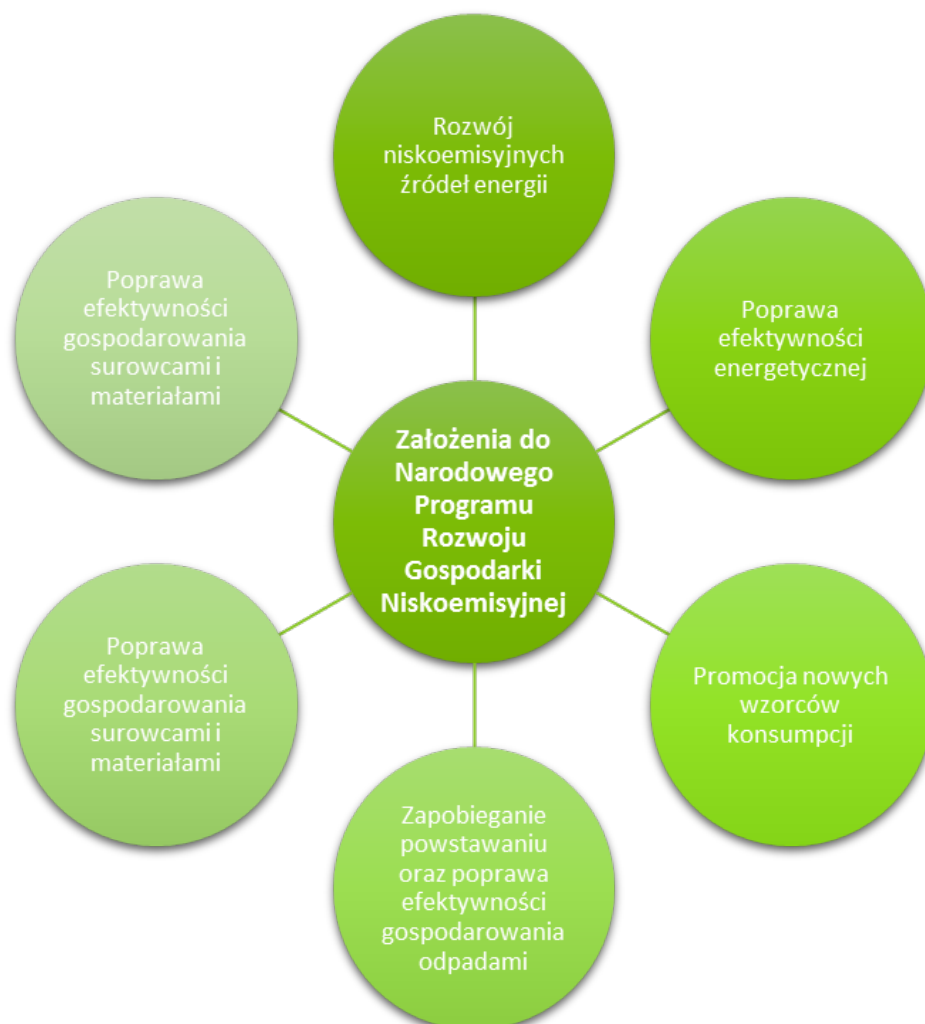 Rozwój
niskoemisyjnych
źródeł energii
Poprawa
efektywności
energetycznej
Promocja nowych
wzorców
konsumpcji
Zapobieganie
powstawaniu
oraz poprawa
efektywności
gospodarowania
odpadami
Poprawa
efektywności
gospodarowania
surowcami i
materiałami
Poprawa
efektywności
gospodarowania
surowcami i
materiałami
Założenia do
Narodowego
Programu
Rozwoju
Gospodarki
Niskoemisyjnej